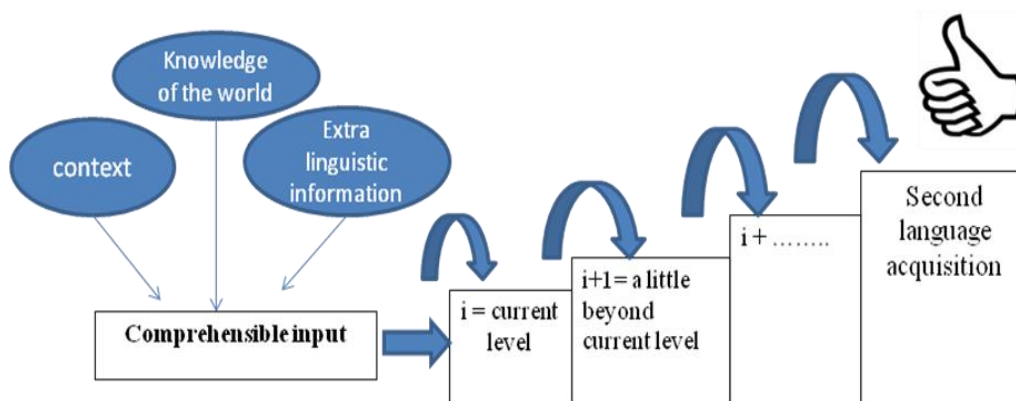 Knowledge
of the world
context
Extra
linguistic
information
Comprehensible input
i = current
level
i+1= a little
beyond
current level
i + ........
Second
language
acquisition